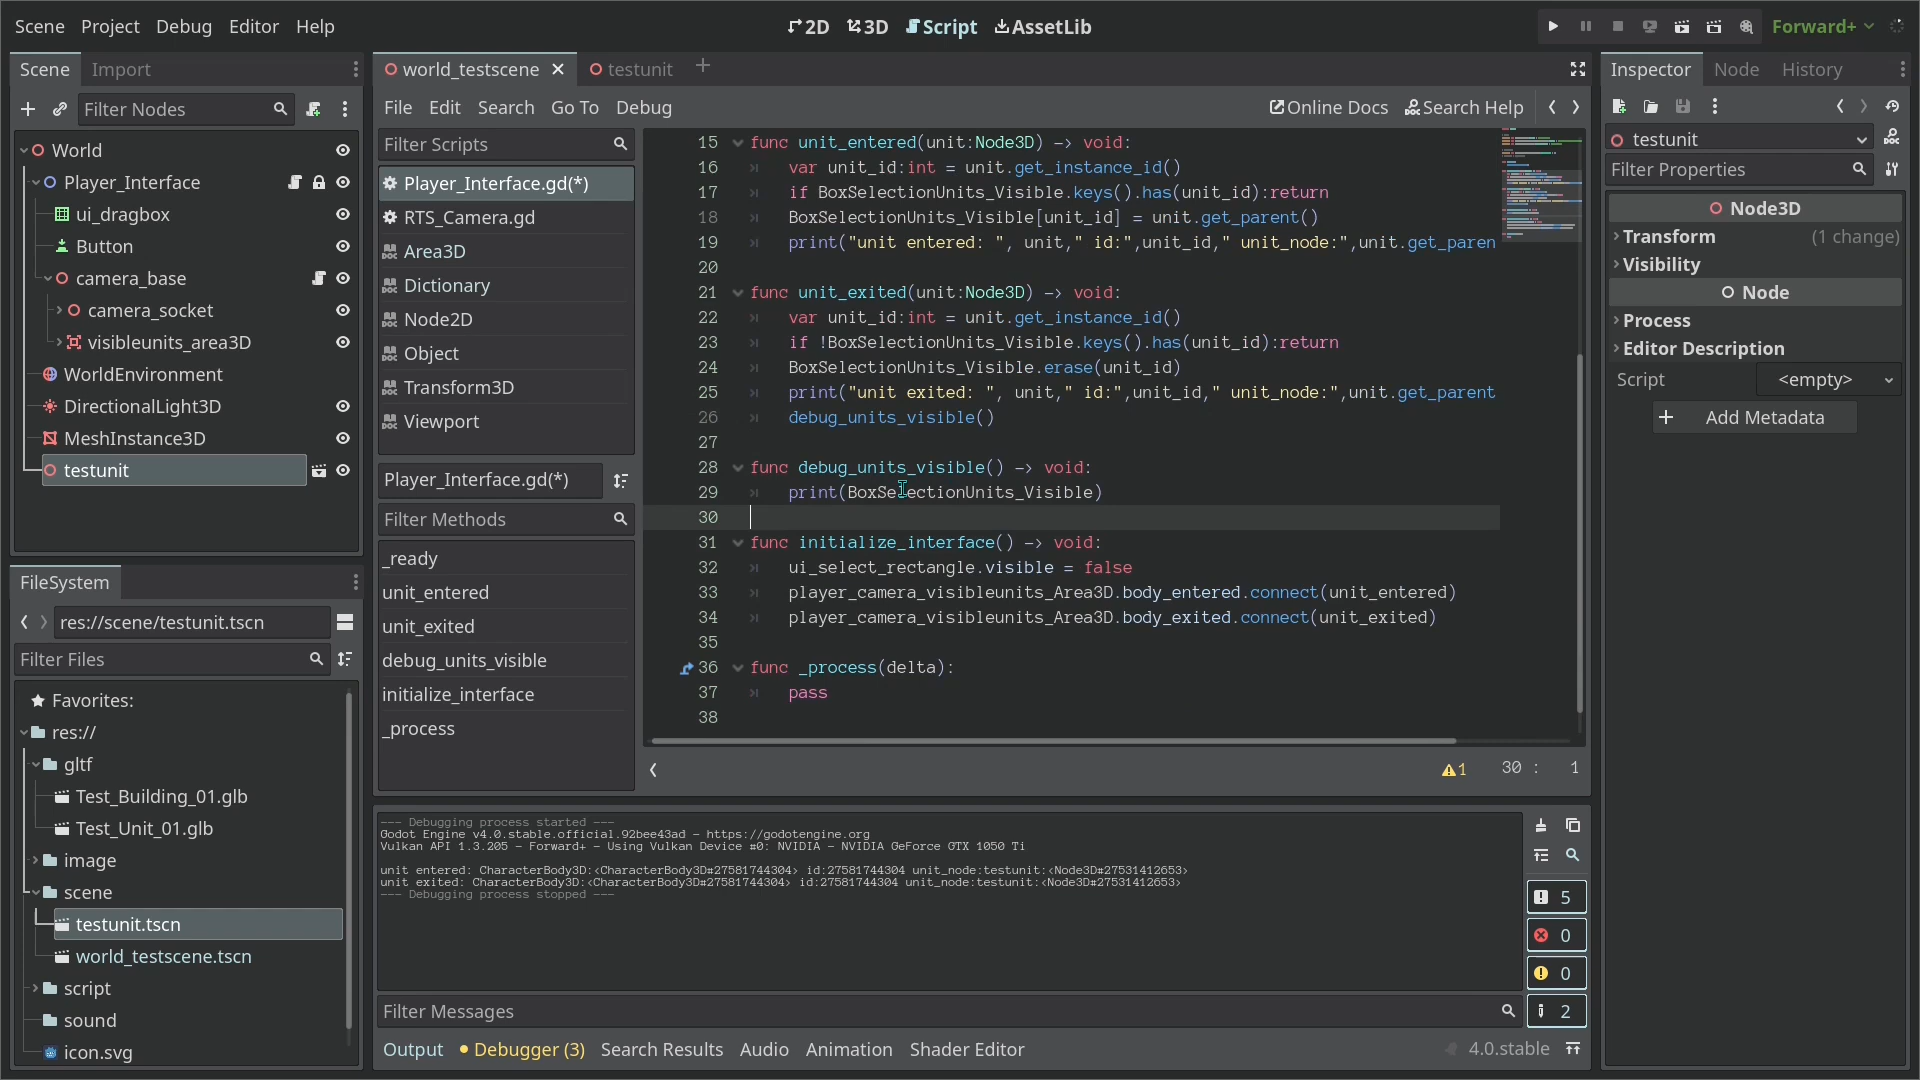 Scene Project Debug Editor Help
2D 3D Script AssetLib
Forward+
Scene Import
Filter Nodes
World
Player_Interface
ui_dragbox
Button
camera_base
camera_socket
visibleunits_area3D
WorldEnvironment
DirectionalLight3D
MeshInstance3D
testunit
FileSystem
res://scene/testunit.tscn
Filter Files
Favorites:
res://
gltf
Test_Building_01.glb
Test_Unit_01.glb
image
scene
testunit.tscn
world_testscene.tscn
script
sound
icon.svg
world_testscene testunit
File Edit Search Go To Debug
Online Docs Search Help
Filter Scripts
Player_Interface.gd(*)
RTS_Camera.gd
Area3D
Dictionary
Node2D
Object
Transform3D
Viewport
Player_Interface.gd(*)
Filter Methods
_ready
unit_entered
unit_exited
debug_units_visible
initialize_interface
_process
15 func unit_entered(unit:Node3D) -> void:
16 var unit_id:int = unit.get_instance_id()
17 if BoxSelectionUnits_Visible.keys().has(unit_id):return
18 BoxSelectionUnits_Visible[unit_id] = unit.get_parent()
19 print("unit entered: ", unit," id:",unit_id," unit_node:",unit.get_paren
20
21 func unit_exited(unit:Node3D) -> void:
22 var unit_id:int = unit.get_instance_id()
23 if !BoxSelectionUnits_Visible.keys().has(unit_id):return
24 BoxSelectionUnits_Visible.erase(unit_id)
25 print("unit exited: ", unit," id:",unit_id," unit_node:",unit.get_parent
26 debug_units_visible()
27
28 func debug_units_visible() -> void:
29 print(BoxSelectionUnits_Visible)
30
31 func initialize_interface() -> void:
32 ui_select_rectangle.visible = false
33 player_camera_visibleunits_Area3D.body_entered.connect(unit_entered)
34 player_camera_visibleunits_Area3D.body_exited.connect(unit_exited)
35
36 func _process(delta):
37 pass
38
1 30 : 1
--- Debugging process started ---
Godot Engine v4.0.stable.official.92bee43ad - https://godotengine.org
Vulkan API 1.3.205 - Forward+ - Using Vulkan Device #0: NVIDIA - NVIDIA GeForce GTX 1050 Ti
unit entered: CharacterBody3D:<CharacterBody3D#27581744304> id:27581744304 unit_node:testunit:<Node3D#27531412653>
unit exited: CharacterBody3D:<CharacterBody3D#27581744304> id:27581744304 unit_node:testunit:<Node3D#27531412653>
--- Debugging process stopped ---
5
0
0
2
Filter Messages
Output Debugger (3) Search Results Audio Animation Shader Editor
4.0.stable
Inspector Node History
testunit
Filter Properties
Node3D
Transform (1 change)
Visibility
Node
Process
Editor Description
Script <empty>
Add Metadata